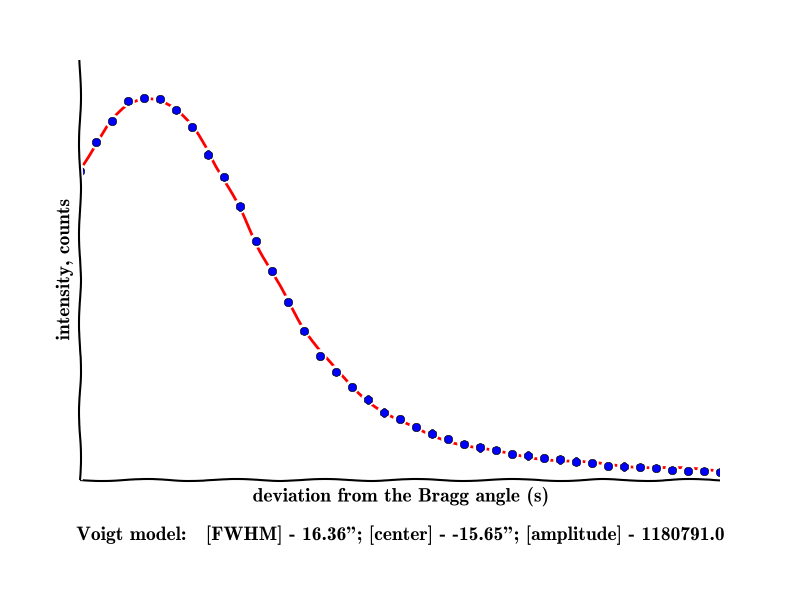 intensity, counts
deviation from the Bragg angle (s)
Voigt model: [FWHM] - 16.36”; [center] - -15.65”; [amplitude] - 1180791.0